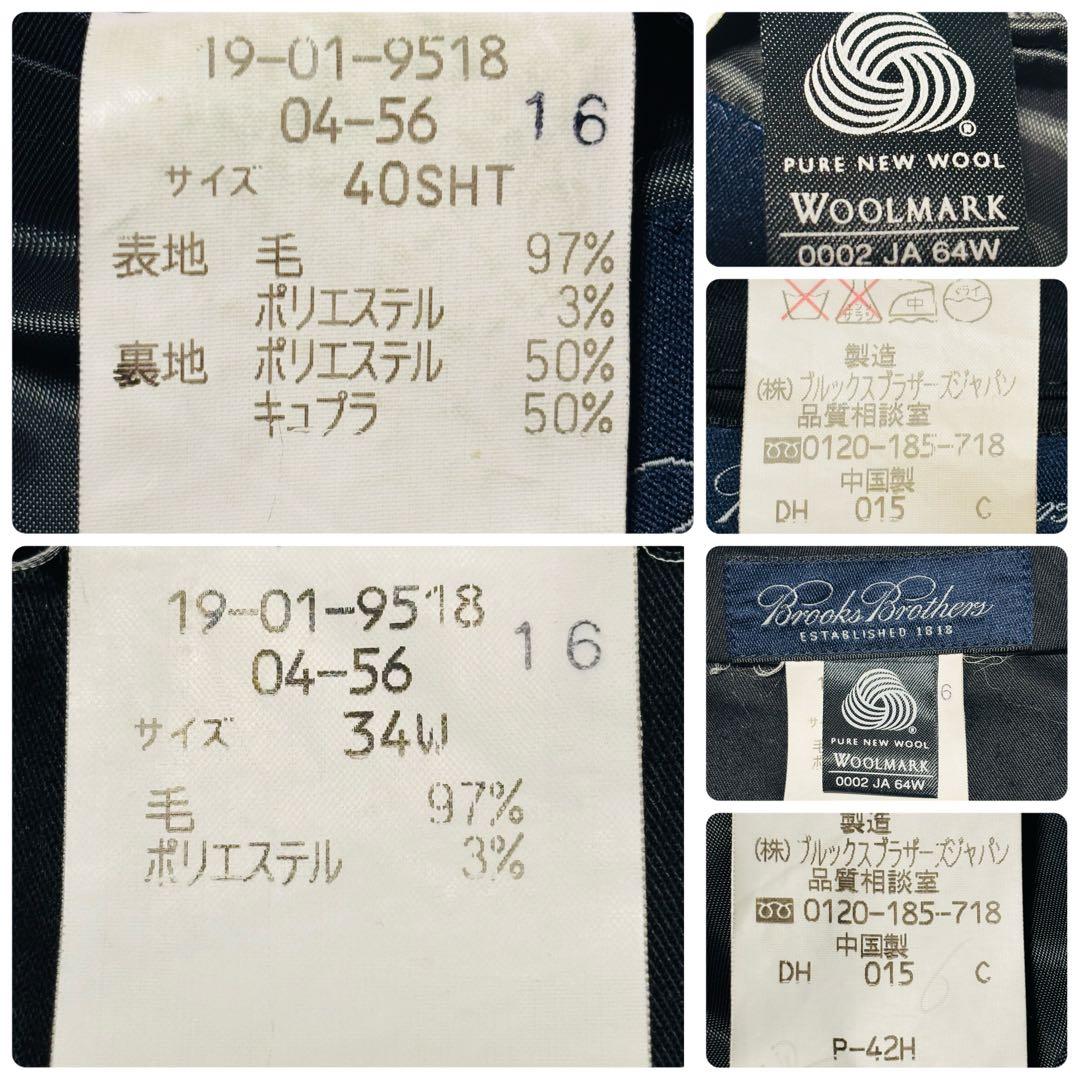 19-01-9518
04-56 16
サイズ 40SHT
表地 毛 97%
ポリエステル 3%
裏地 ポリエステル 50%
キュプラ 50%
PURE NEW WOOL
WOOLMARK
0002 JA 64W
中 ドライ
製造
(株)ブルックスブラザーズジャパン
品質相談室
0120-185-718
中国製
DH 015 C
Brothers
19-01-9518
04-56 16
サイズ 34W
毛 97%
ポリエステル 3%
Brooks Brothers
ESTABLISHED 1818
6
PURE NEW WOOL
WOOLMARK
0002 JA 64W
製造
(株)ブルックスブラザーズジャパン
品質相談室
0120-185-718
中国製
DH 015 C
P-42H